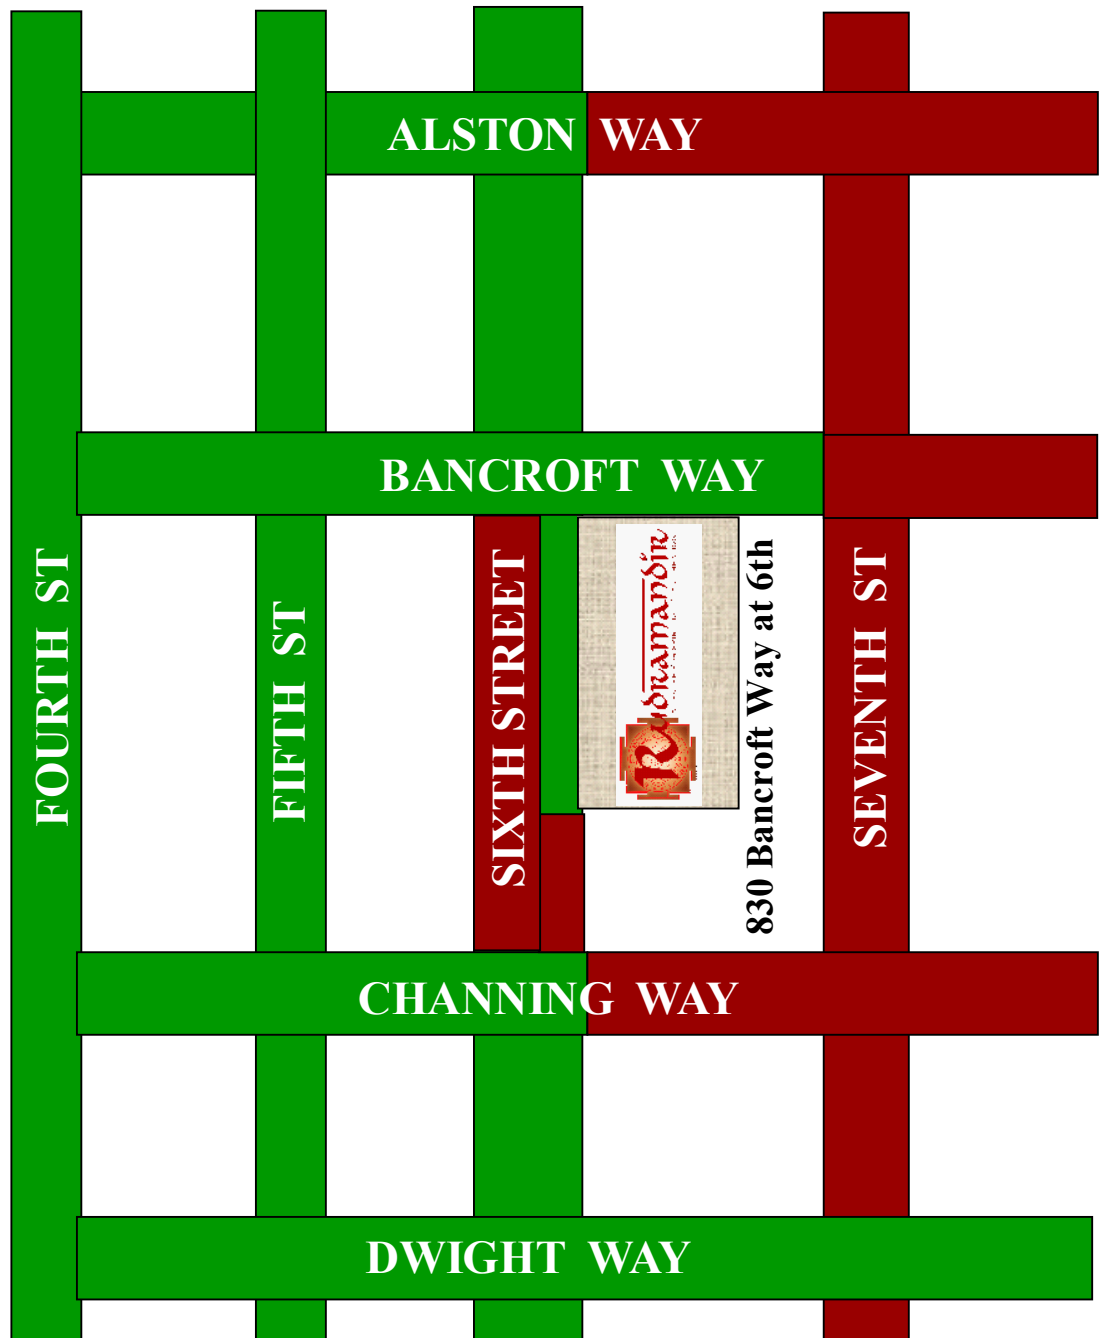 ALSTON WAY
BANCROFT WAY
FOURTH ST
FIFTH ST
SIXTH STREET
Rudramandir
830 Bancroft Way at 6th
SEVENTH ST
CHANNING WAY
DWIGHT WAY